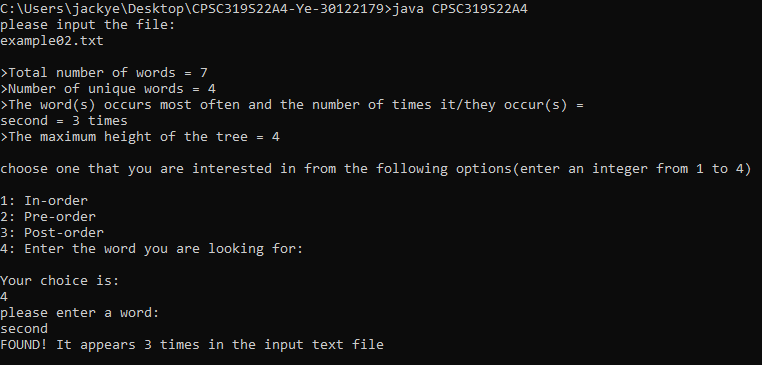 C:\Users\jackye\Desktop\CPSC319S22A4-Ye-30122179>java CPSC319S22A4
please input the file:
example02.txt
>Total number of words = 7
>Number of unique words = 4
>The word(s) occurs most often and the number of times it/they occur(s) =
second = 3 times
>The maximum height of the tree = 4
choose one that you are interested in from the following options(enter an integer from 1 to 4)
1: In-order
2: Pre-order
3: Post-order
4: Enter the word you are looking for:
Your choice is:
4
please enter a word:
second
FOUND! It appears 3 times in the input text file